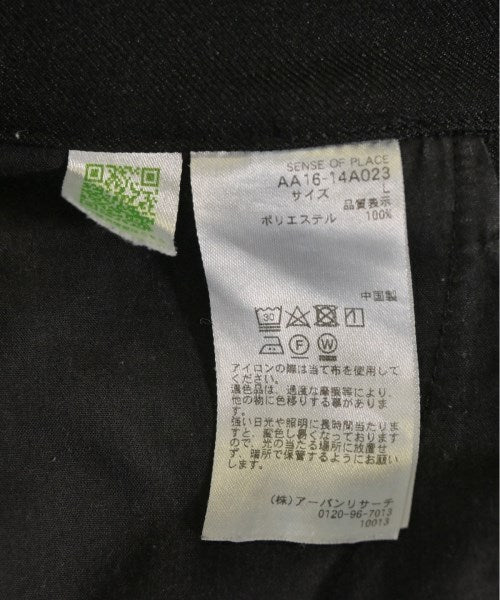 SENSE OF PLACE
AA16-14A023
サイズ L
品質表示
ポリエステル 100%
中国製
30
F W
アイロンの際は当て布を使用して
ください。
濃色品は、過度な摩擦等により、
他の物に色移りする事がありま
す。
強い日光や照明に長時間当たりま
すと、変色し易くなっております
ので、光の当たる場所に放置せ
ず、暗所で保管するようにお願い
します。
(株)アーバンリサーチ
0120-96-7013
10013